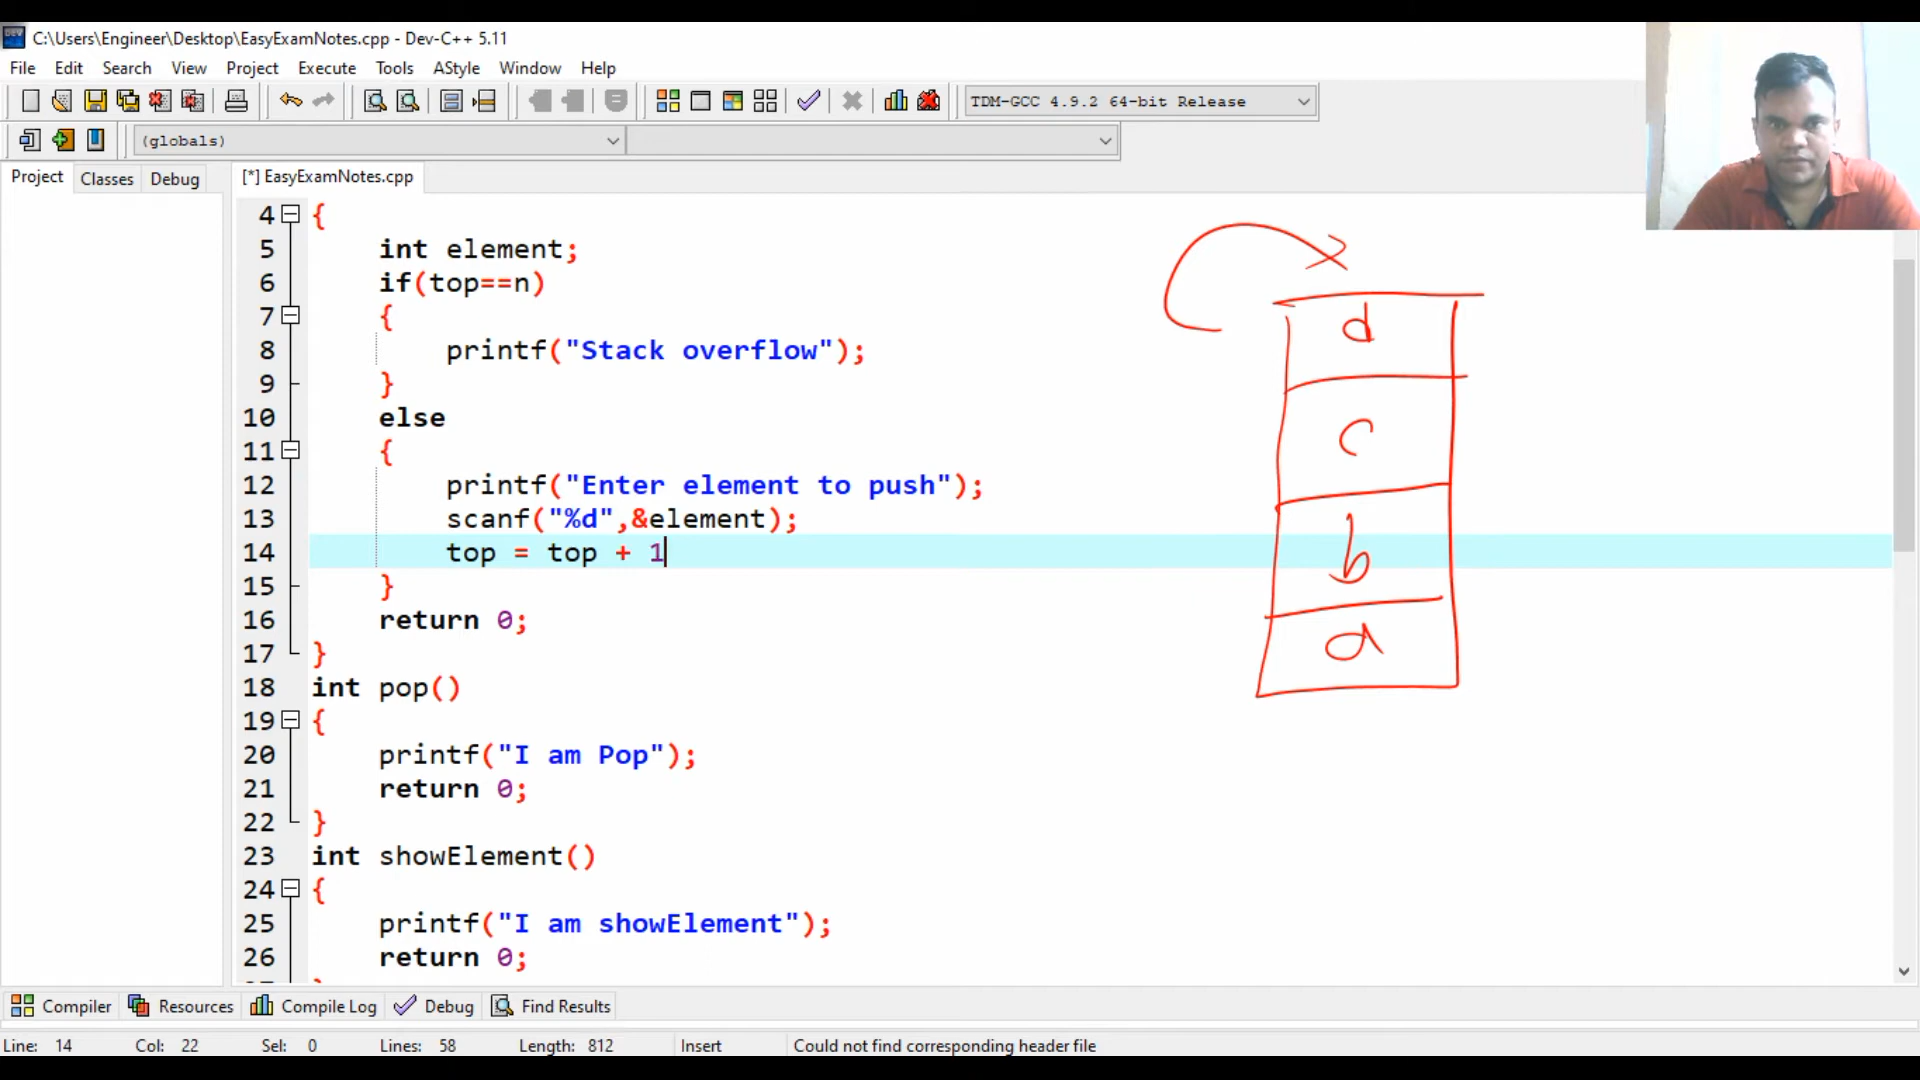 C:\Users\Engineer\Desktop\EasyExamNotes.cpp - Dev-C++ 5.11
File Edit Search View Project Execute Tools AStyle Window Help
TDM-GCC 4.9.2 64-bit Release
(globals)
Project Classes Debug [*] EasyExamNotes.cpp
4 {
5 int element;
6 if(top==n)
7 {
8 printf("Stack overflow");
9 }
10 else
11 {
12 printf("Enter element to push");
13 scanf("%d",&element);
14 top = top + 1
15 }
16 return 0;
17 }
18 int pop()
19 {
20 printf("I am Pop");
21 return 0;
22 }
23 int showElement()
24 {
25 printf("I am showElement");
26 return 0;
d
c
b
a
Compiler Resources Compile Log Debug Find Results
Line: 14 Col: 22 Sel: 0 Lines: 58 Length: 812 Insert Could not find corresponding header file